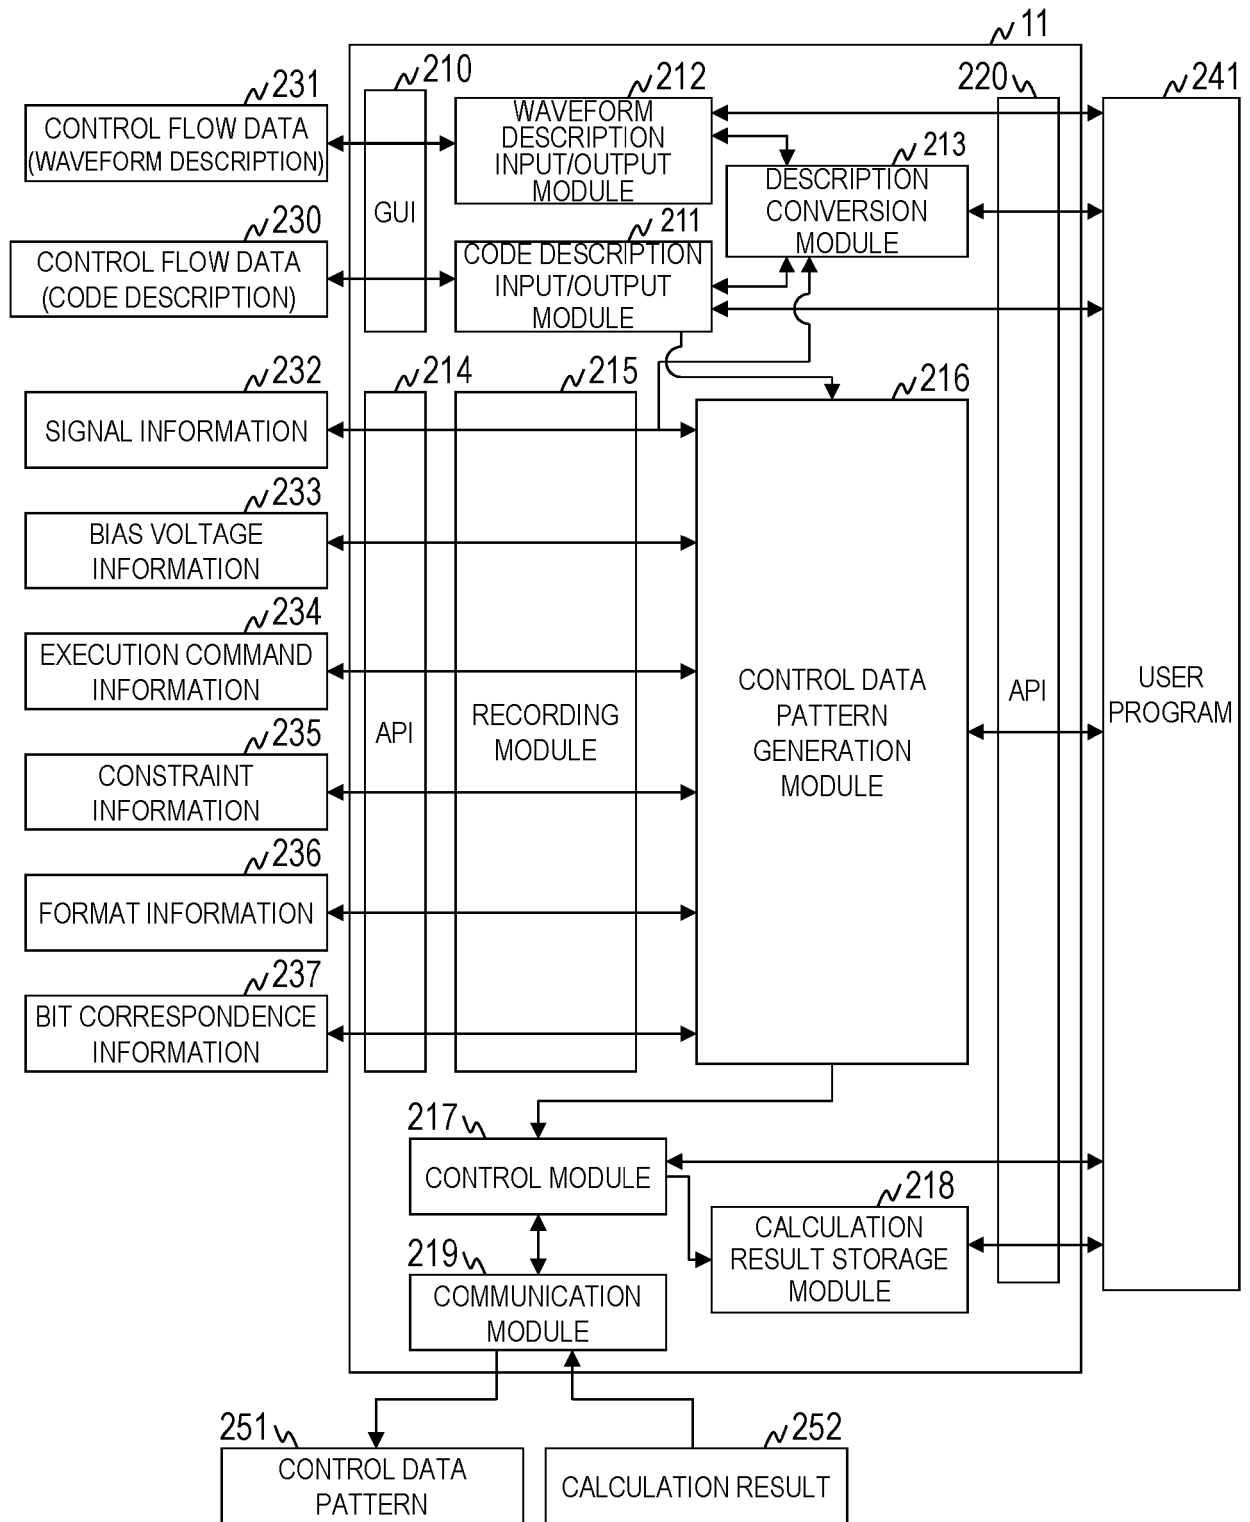 11
231
CONTROL FLOW DATA
(WAVEFORM DESCRIPTION)
210
GUI
212
WAVEFORM
DESCRIPTION
INPUT/OUTPUT
MODULE
220
API
241
USER
PROGRAM
213
DESCRIPTION
CONVERSION
MODULE
230
CONTROL FLOW DATA
(CODE DESCRIPTION)
211
CODE DESCRIPTION
INPUT/OUTPUT
MODULE
232
SIGNAL INFORMATION
214
API
215
RECORDING
MODULE
216
CONTROL DATA
PATTERN
GENERATION
MODULE
233
BIAS VOLTAGE
INFORMATION
234
EXECUTION COMMAND
INFORMATION
235
CONSTRAINT
INFORMATION
236
FORMAT INFORMATION
237
BIT CORRESPONDENCE
INFORMATION
217
CONTROL MODULE
218
CALCULATION
RESULT STORAGE
MODULE
219
COMMUNICATION
MODULE
251
CONTROL DATA
PATTERN
252
CALCULATION RESULT